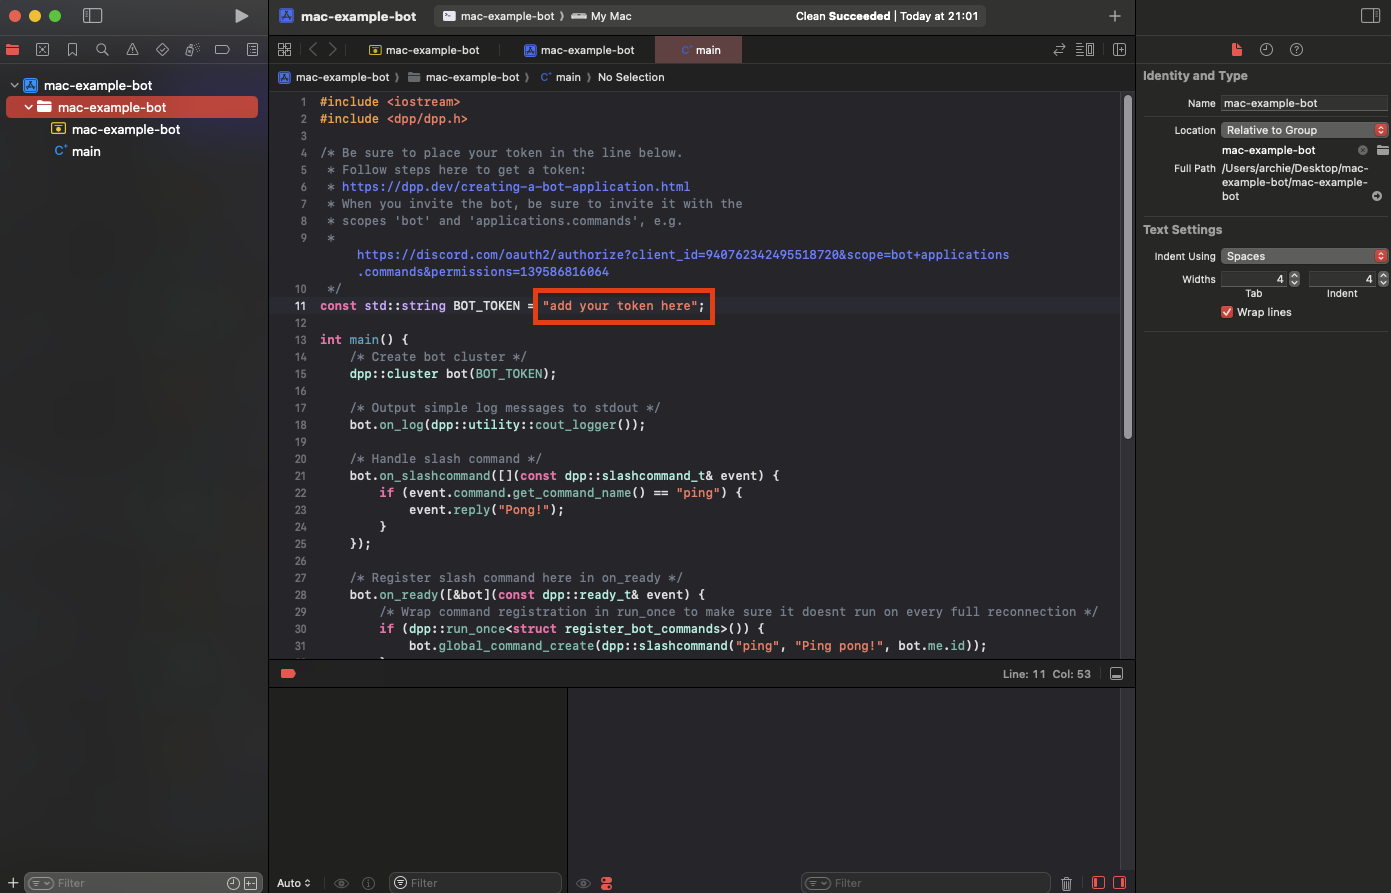 mac-example-bot
mac-example-bot 〉 My Mac
Clean Succeeded | Today at 21:01
mac-example-bot
mac-example-bot
main
mac-example-bot
mac-example-bot
mac-example-bot
main
mac-example-bot 〉 mac-example-bot 〉 main 〉 No Selection
1 #include <iostream>
2 #include <dpp/dpp.h>
3
4 /* Be sure to place your token in the line below.
5 * Follow steps here to get a token:
6 * https://dpp.dev/creating-a-bot-application.html
7 * When you invite the bot, be sure to invite it with the
8 * scopes 'bot' and 'applications.commands', e.g.
9 *
https://discord.com/oauth2/authorize?client_id=940762342495518720&scope=bot+applications
.commands&permissions=139586816064
10 */
11 const std::string BOT_TOKEN = "add your token here";
12
13 int main() {
14 /* Create bot cluster */
15 dpp::cluster bot(BOT_TOKEN);
16
17 /* Output simple log messages to stdout */
18 bot.on_log(dpp::utility::cout_logger());
19
20 /* Handle slash command */
21 bot.on_slashcommand([](const dpp::slashcommand_t& event) {
22 if (event.command.get_command_name() == "ping") {
23 event.reply("Pong!");
24 }
25 });
26
27 /* Register slash command here in on_ready */
28 bot.on_ready([&bot](const dpp::ready_t& event) {
29 /* Wrap command registration in run_once to make sure it doesnt run on every full reconnection */
30 if (dpp::run_once<struct register_bot_commands>()) {
31 bot.global_command_create(dpp::slashcommand("ping", "Ping pong!", bot.me.id));
Line: 11 Col: 53
Identity and Type
Name mac-example-bot
Location Relative to Group
mac-example-bot
Full Path /Users/archie/Desktop/mac-
example-bot/mac-example-
bot
Text Settings
Indent Using Spaces
Widths 4 4
Tab Indent
Wrap lines
Filter
Auto
Filter
Filter